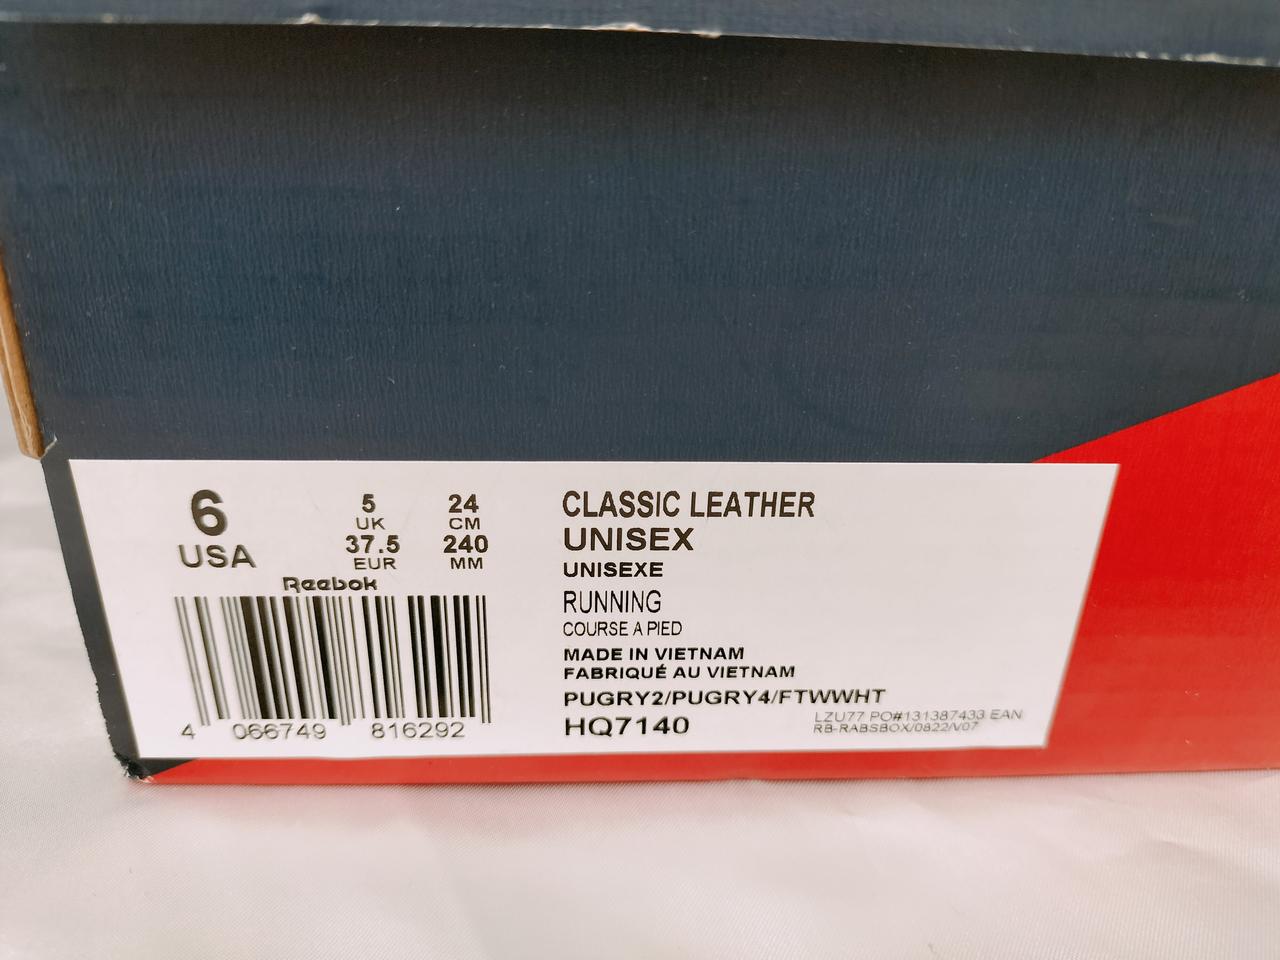 6
USA
5
UK
37.5
EUR
24
CM
240
MM
Reebok
4 066749 816292
CLASSIC LEATHER
UNISEX
UNISEXE
RUNNING
COURSE A PIED
MADE IN VIETNAM
FABRIQUÉ AU VIETNAM
PUGRY2/PUGRY4/FTWWHT
HQ7140
LZU77 PO#131387433 EAN
RB-RABSBOX/0822/V07